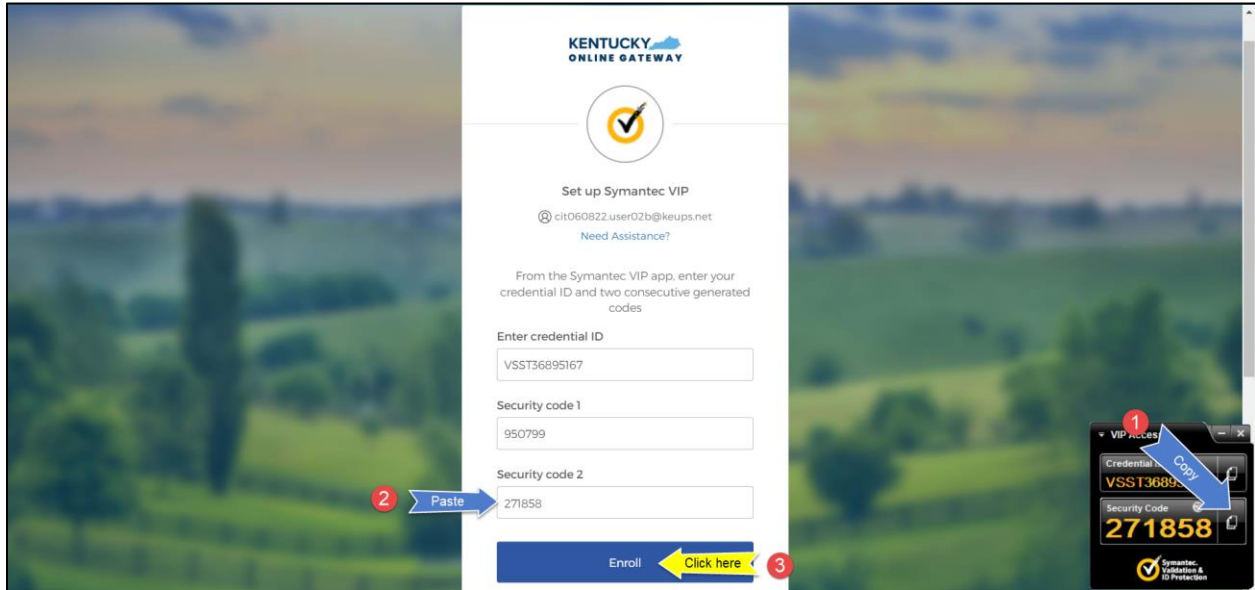 KENTUCKY
ONLINE GATEWAY
Set up Symantec VIP
cit060822.user02b@keups.net
Need Assistance?
From the Symantec VIP app, enter your
credential ID and two consecutive generated
codes
Enter credential ID
VSST36895167
Security code 1
950799
Security code 2
2
Paste
271858
Enroll
Click here
3
1
VIP Acces
Copy
Credential
VSST3689
Security Code
271858
Symantec.
Validation &
ID Protection